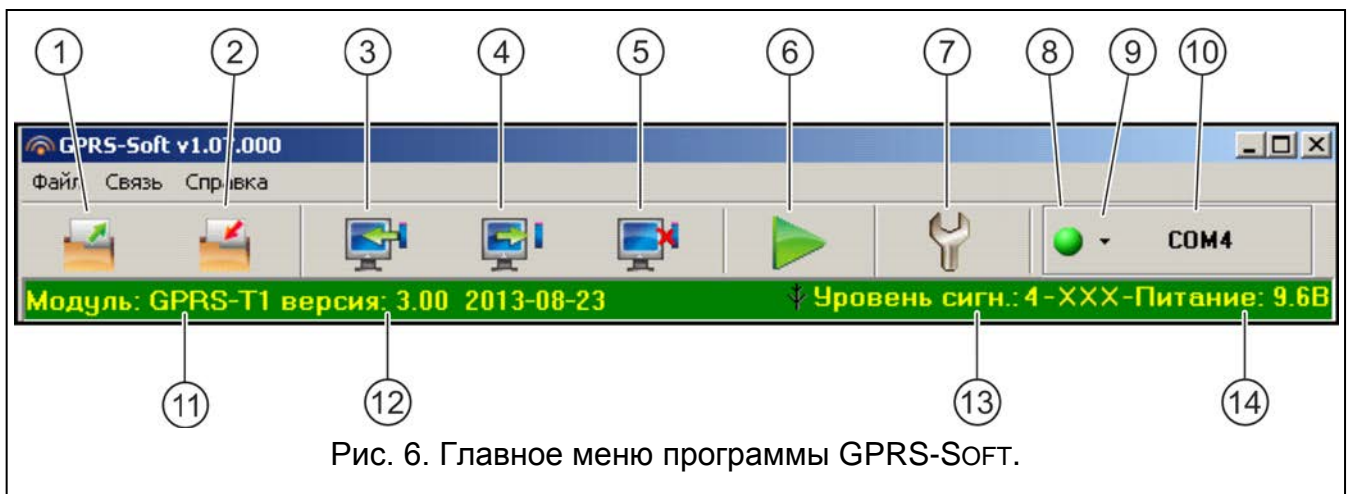 1 2 3 4 5 6 7 8 9 10
GPRS-Soft v1.07.000
Файл Связь Справка
COM4
Модуль: GPRS-T1 версия: 3.00 2013-08-23 Уровень сигн.: 4-XXX-Питание: 9.6В
11 12 13 14
Рис. 6. Главное меню программы GPRS-SOFT.